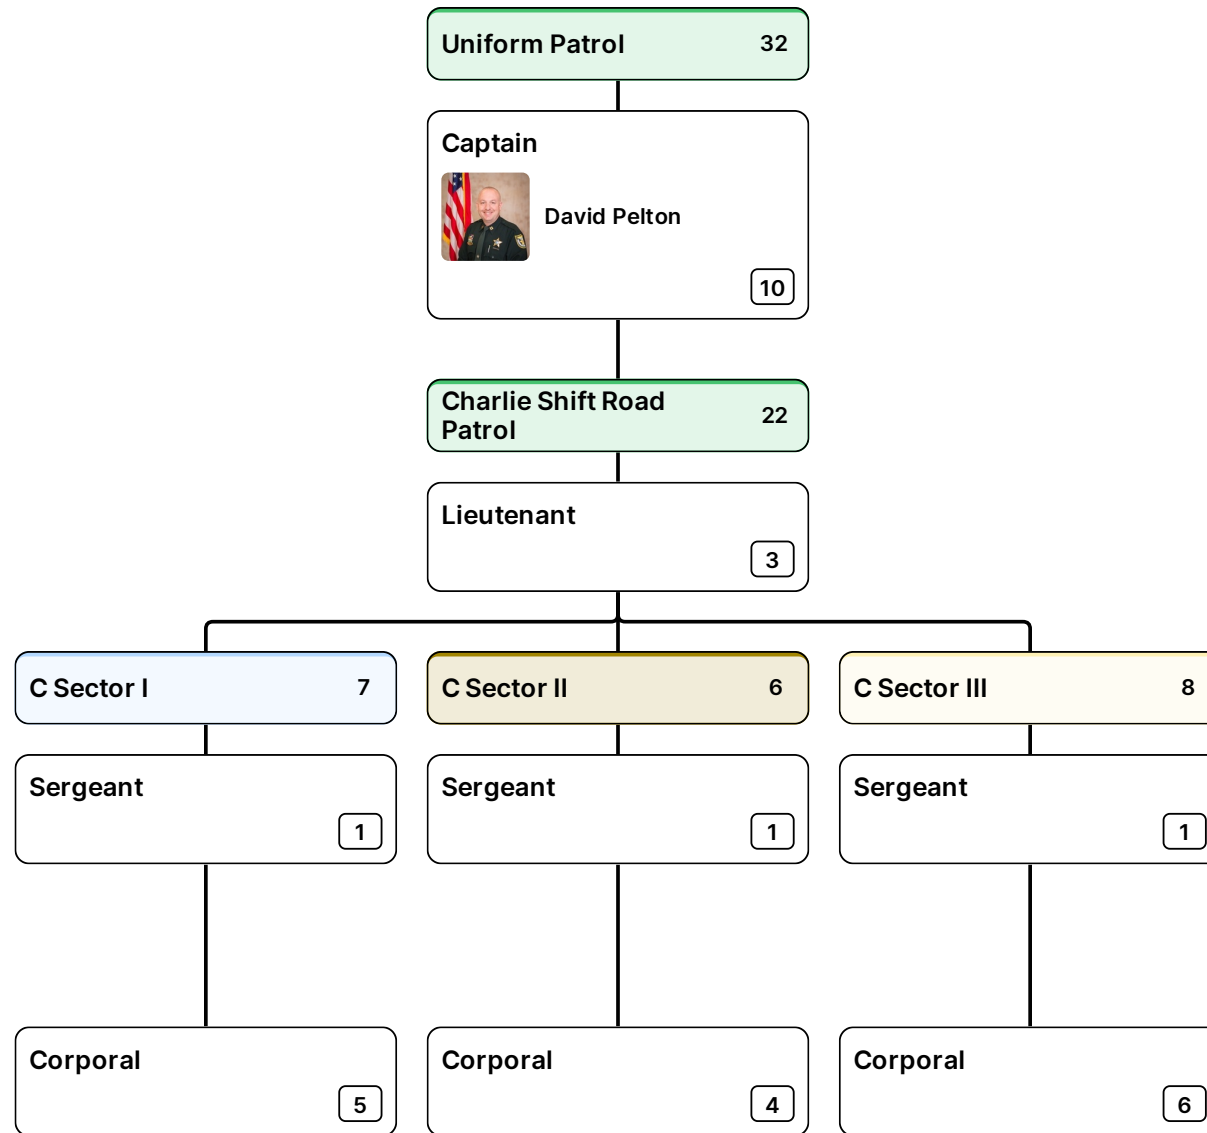 Uniform Patrol 32
Captain
David Pelton
10
Charlie Shift Road
Patrol
22
Lieutenant
3
C Sector I 7
C Sector II 6
C Sector III 8
Sergeant
1
Sergeant
1
Sergeant
1
Corporal
5
Corporal
4
Corporal
6